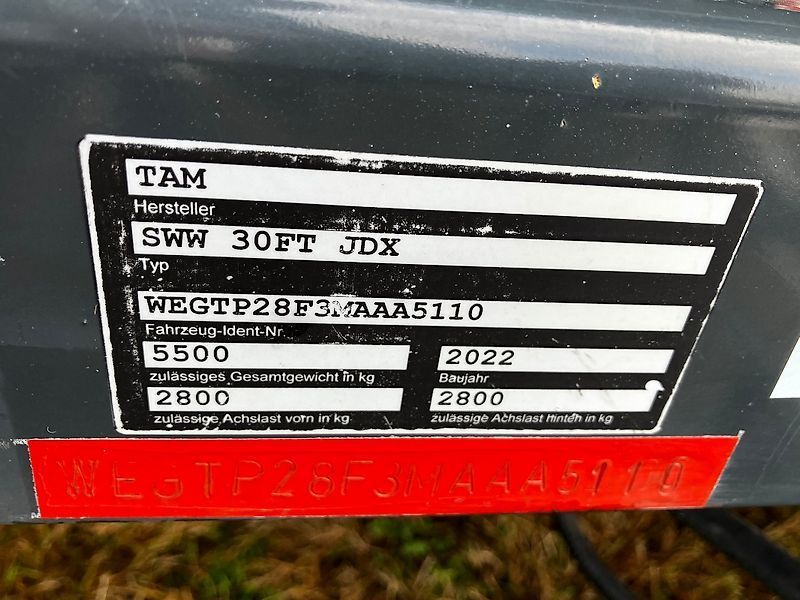 TAM
Hersteller
SWW 30FT JDX
Typ
WEGTP28F3MAAA5110
Fahrzeug-Ident-Nr.
5500 2022
zulässiges Gesamtgewicht in kg Baujahr
2800 2800
zulässige Achslast vorn in kg zulässige Achslast hinten in kg
WEGTP28F3MAAA5110